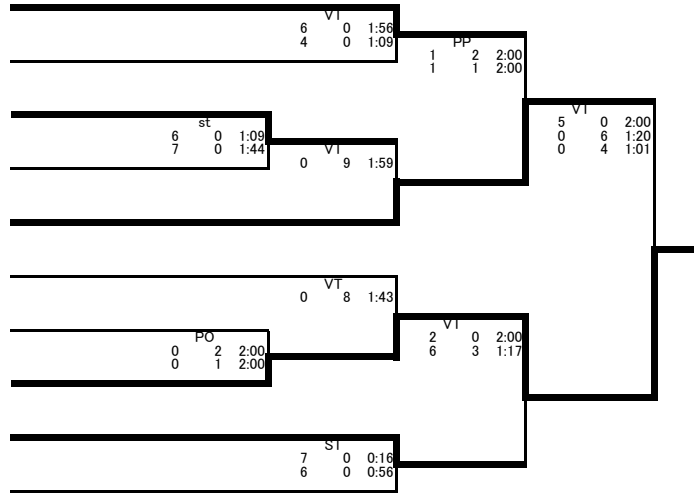 VT
6 0 1:56
4 0 1:09
PP
1 2 2:00
1 1 2:00
st
6 0 1:09
7 0 1:44
VT
0 9 1:59
VT
5 0 2:00
0 6 1:20
0 4 1:01
VT
0 8 1:43
PO
0 2 2:00
0 1 2:00
VT
2 0 2:00
6 3 1:17
ST
7 0 0:16
6 0 0:56